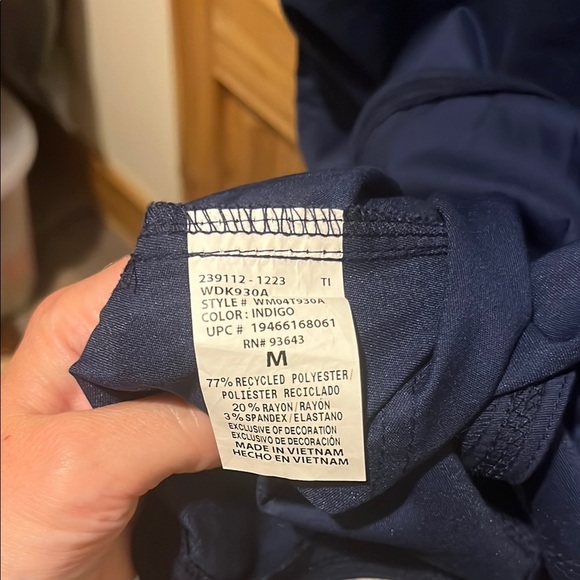 239112 - 1223 TI
WDK930A
STYLE # WM04T930A
COLOR : INDIGO
UPC # 19466168061
RN# 93643
M
77% RECYCLED POLYESTER/
POLIÉSTER RECICLADO
20% RAYON/RAYÓN
3% SPANDEX/ELASTANO
EXCLUSIVE OF DECORATION
EXCLUSIVO DE DECORACIÓN
MADE IN VIETNAM
HECHO EN VIETNAM